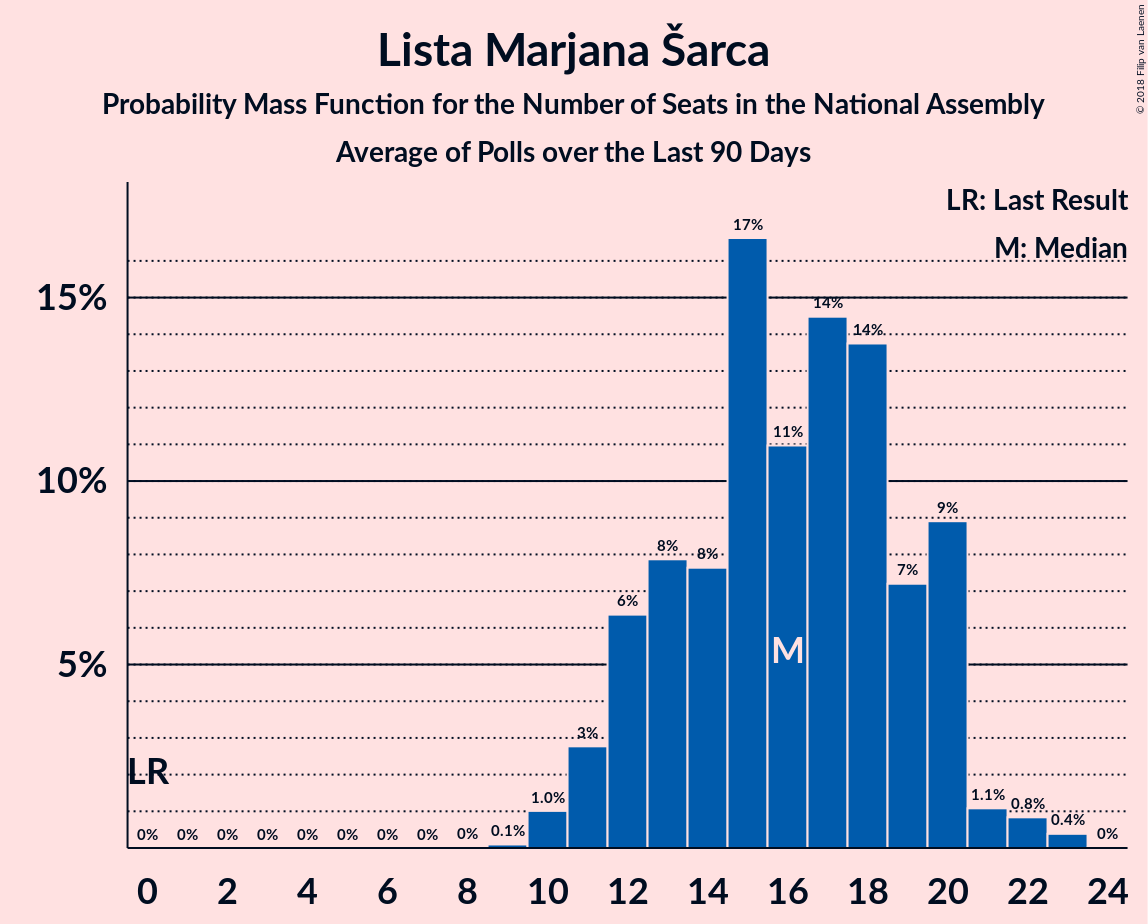 Lista Marjana Šarca
Probability Mass Function for the Number of Seats in the National Assembly
Average of Polls over the Last 90 Days
© 2018 Filip van Laenen
LR: Last Result
M: Median
17%
15%
14%
14%
11%
10%
9%
8%
8%
7%
6%
M
5%
3%
LR
1.0%
1.1%
0.8%
0.4%
0% 0% 0% 0% 0% 0% 0% 0% 0% 0.1% 0%
0 2 4 6 8 10 12 14 16 18 20 22 24